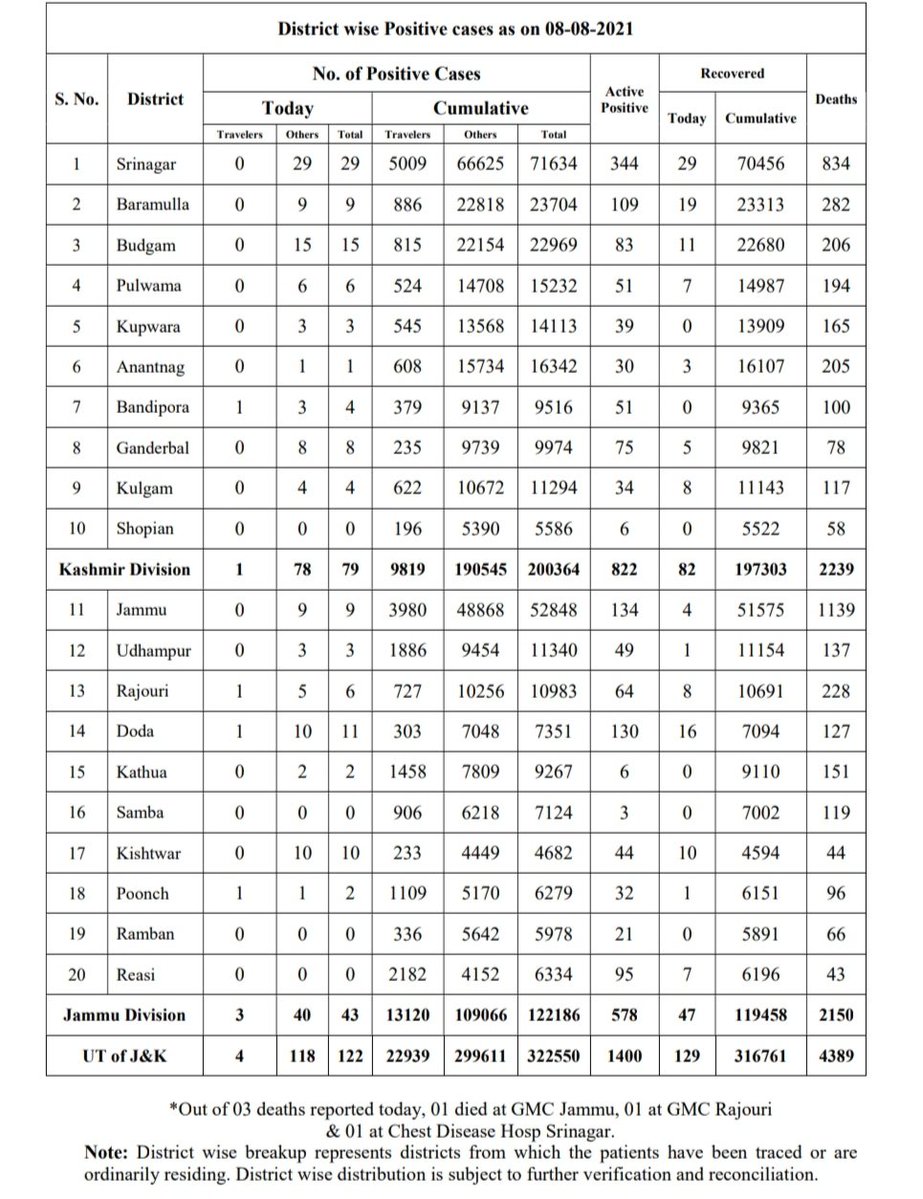 District wise Positive cases as on 08-08-2021
S. No. District No. of Positive Cases Active Positive Recovered Deaths
Today Cumulative Today Cumulative
Travelers Others Total Travelers Others Total
1 Srinagar 0 29 29 5009 66625 71634 344 29 70456 834
2 Baramulla 0 9 9 886 22818 23704 109 19 23313 282
3 Budgam 0 15 15 815 22154 22969 83 11 22680 206
4 Pulwama 0 6 6 524 14708 15232 51 7 14987 194
5 Kupwara 0 3 3 545 13568 14113 39 0 13909 165
6 Anantnag 0 1 1 608 15734 16342 30 3 16107 205
7 Bandipora 1 3 4 379 9137 9516 51 0 9365 100
8 Ganderbal 0 8 8 235 9739 9974 75 5 9821 78
9 Kulgam 0 4 4 622 10672 11294 34 8 11143 117
10 Shopian 0 0 0 196 5390 5586 6 0 5522 58
Kashmir Division 1 78 79 9819 190545 200364 822 82 197303 2239
11 Jammu 0 9 9 3980 48868 52848 134 4 51575 1139
12 Udhampur 0 3 3 1886 9454 11340 49 1 11154 137
13 Rajouri 1 5 6 727 10256 10983 64 8 10691 228
14 Doda 1 10 11 303 7048 7351 130 16 7094 127
15 Kathua 0 2 2 1458 7809 9267 6 0 9110 151
16 Samba 0 0 0 906 6218 7124 3 0 7002 119
17 Kishtwar 0 10 10 233 4449 4682 44 10 4594 44
18 Poonch 1 1 2 1109 5170 6279 32 1 6151 96
19 Ramban 0 0 0 336 5642 5978 21 0 5891 66
20 Reasi 0 0 0 2182 4152 6334 95 7 6196 43
Jammu Division 3 40 43 13120 109066 122186 578 47 119458 2150
UT of J&K 4 118 122 22939 299611 322550 1400 129 316761 4389
*Out of 03 deaths reported today, 01 died at GMC Jammu, 01 at GMC Rajouri
& 01 at Chest Disease Hosp Srinagar.
Note: District wise breakup represents districts from which the patients have been traced or are
ordinarily residing. District wise distribution is subject to further verification and reconciliation.